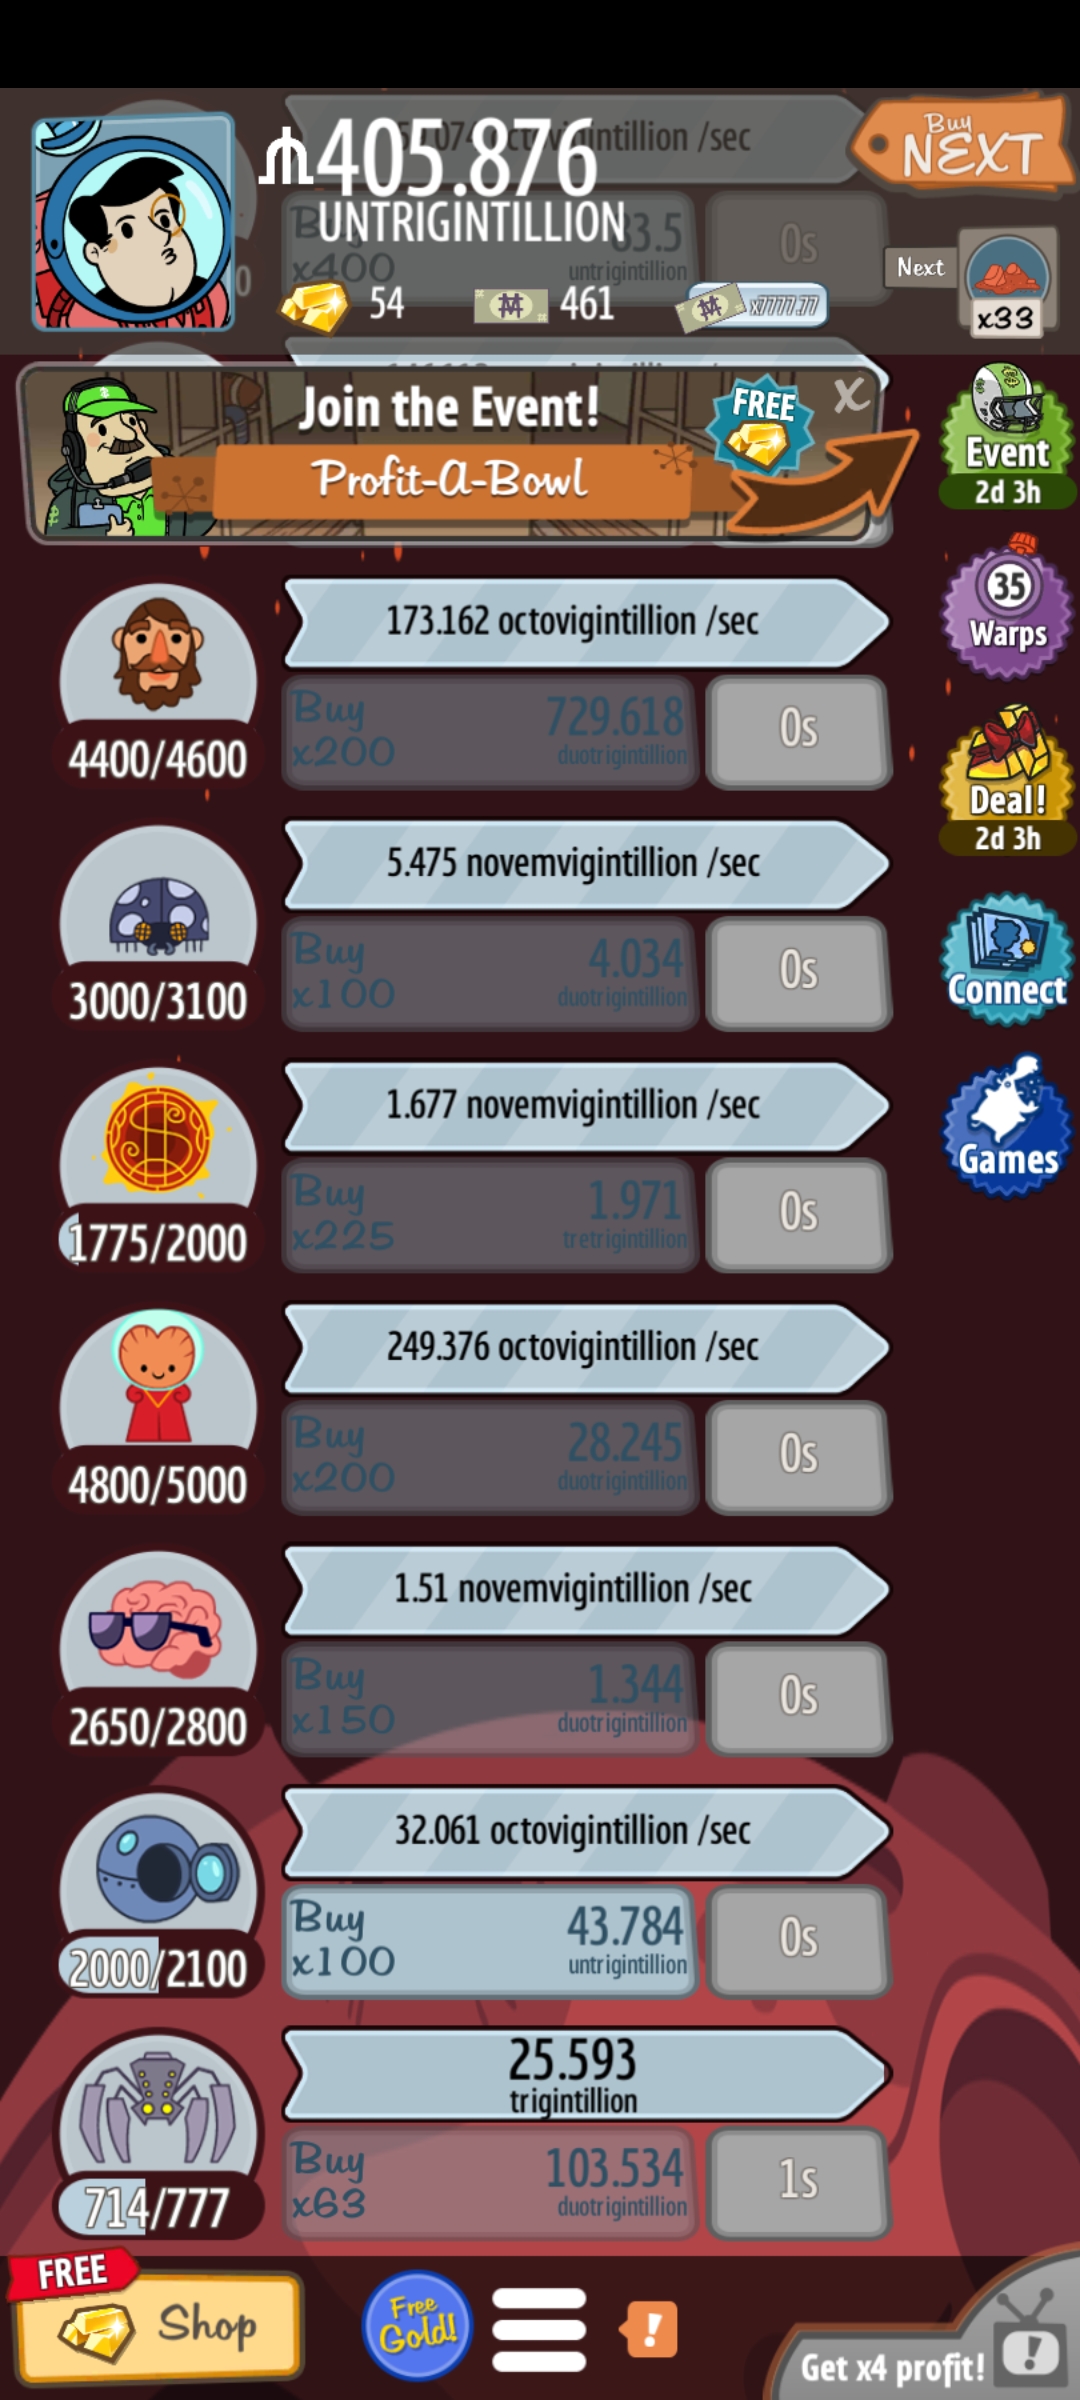 405.876
UNTRIGINTILLION
octovigintillion /sec
x400
untrigintillion
0s
54
461
x7777.77
Buy
NEXT
Next
x33
Join the Event!
Profit-A-Bowl
FREE
X
Event
2d 3h
35
Warps
Deal!
2d 3h
Connect
Games
173.162 octovigintillion /sec
Buy
x200
729.618
duotrigintillion
0s
4400/4600
5.475 novemvigintillion /sec
Buy
x100
4.034
duotrigintillion
0s
3000/3100
1.677 novemvigintillion /sec
Buy
x225
1.971
tretrigintillion
0s
1775/2000
249.376 octovigintillion /sec
Buy
x200
28.245
duotrigintillion
0s
4800/5000
1.51 novemvigintillion /sec
Buy
x150
1.344
duotrigintillion
0s
2650/2800
32.061 octovigintillion /sec
Buy
x100
43.784
untrigintillion
0s
2000/2100
25.593
trigintillion
Buy
x63
103.534
duotrigintillion
1s
714/777
FREE
Shop
Free
Gold!
!
Get x4 profit!
!